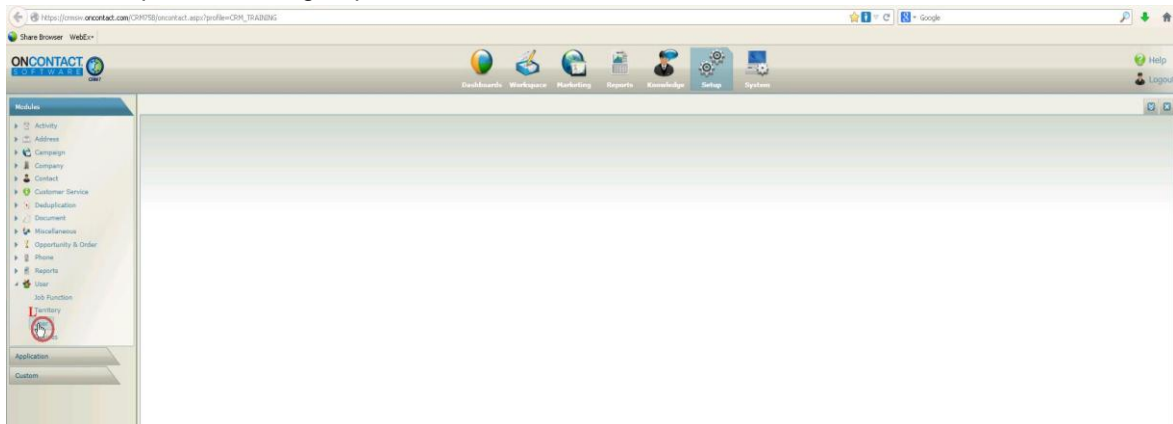 https://crmsiv.oncontact.com/CRM758/oncontact.aspx?profile=CRM_TRAINING
Google
Share Browser WebEx
ONCONTACT
SOFTWARE
Dashboards Workspace Marketing Reports Knowledge Setup System
Help
Logout
Modules
Activity
Address
Campaign
Company
Contact
Customer Service
Deduplication
Document
Miscellaneous
Opportunity & Order
Phone
Reports
User
Job Function
L
Territory
Application
Custom